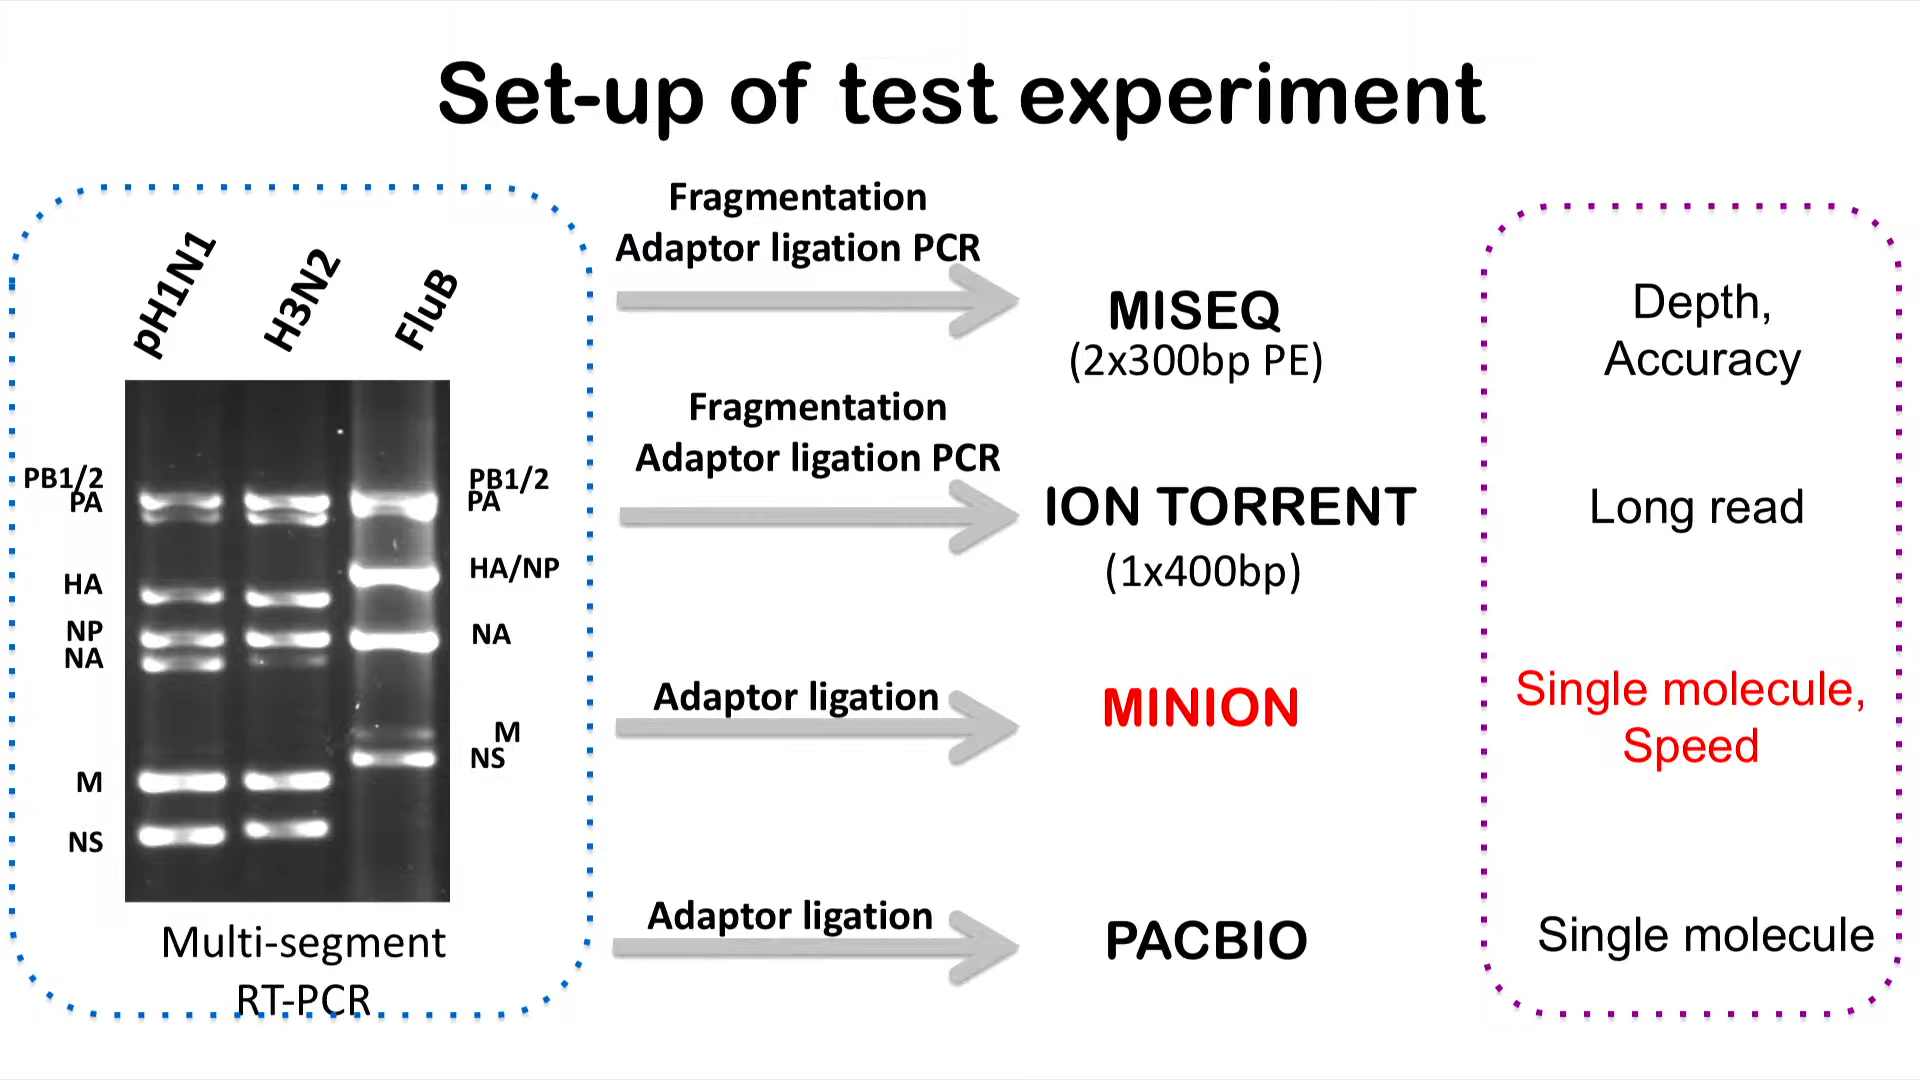 Set-up of test experiment
pH1N1
H3N2
FluB
PB1/2
PA
HA
NP
NA
M
NS
PB1/2
PA
HA/NP
NA
M
NS
Multi-segment
RT-PCR
Fragmentation
Adaptor ligation PCR
MISEQ
(2x300bp PE)
Depth,
Accuracy
Fragmentation
Adaptor ligation PCR
ION TORRENT
(1x400bp)
Long read
Adaptor ligation
MINION
Single molecule,
Speed
Adaptor ligation
PACBIO
Single molecule